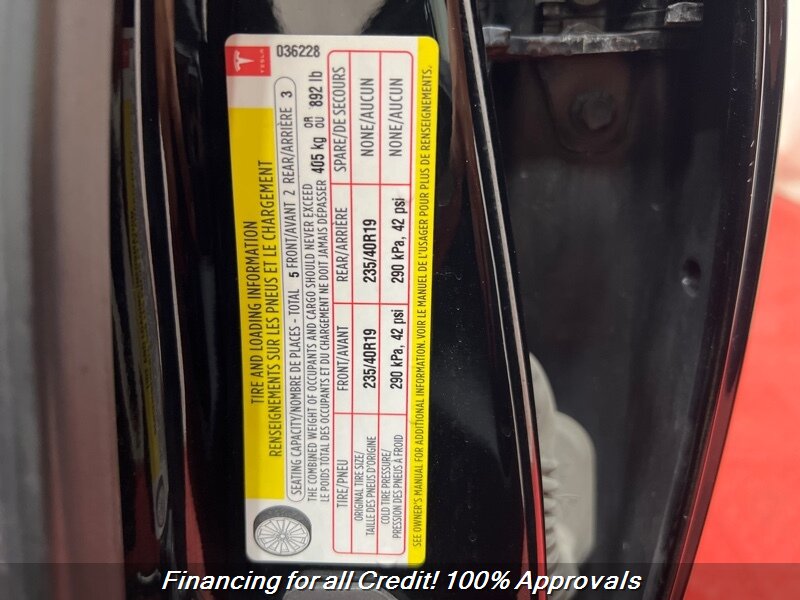 TESLA
036228
TIRE AND LOADING INFORMATION
RENSEIGNEMENTS SUR LES PNEUS ET LE CHARGEMENT
SEATING CAPACITY/NOMBRE DE PLACES - TOTAL 5 FRONT/AVANT 2 REAR/ARRIÈRE 3
THE COMBINED WEIGHT OF OCCUPANTS AND CARGO SHOULD NEVER EXCEED 405 kg OR 892 lb
LE POIDS TOTAL DES OCCUPANTS ET DU CHARGEMENT NE DOIT JAMAIS DÉPASSER OU
TIRE/PNEU FRONT/AVANT REAR/ARRIÈRE SPARE/DE SECOURS
ORIGINAL TIRE SIZE/ 235/40R19 235/40R19 NONE/AUCUN
TAILLE DES PNEUS D'ORIGINE
COLD TIRE PRESSURE/ 290 kPa, 42 psi 290 kPa, 42 psi NONE/AUCUN
PRESSION DES PNEUS À FROID
SEE OWNER'S MANUAL FOR ADDITIONAL INFORMATION. VOIR LE MANUEL DE L'USAGER POUR PLUS DE RENSEIGNEMENTS.
Financing for all Credit! 100% Approvals